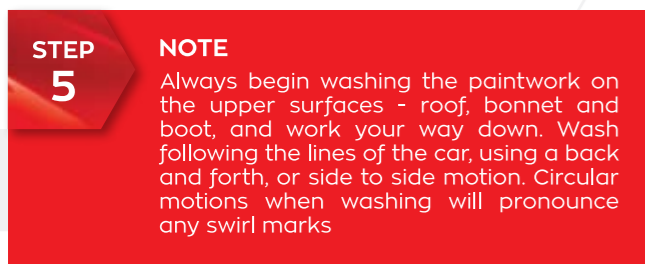 STEP
5
NOTE
Always begin washing the paintwork on
the upper surfaces - roof, bonnet and
boot, and work your way down. Wash
following the lines of the car, using a back
and forth, or side to side motion. Circular
motions when washing will pronounce
any swirl marks